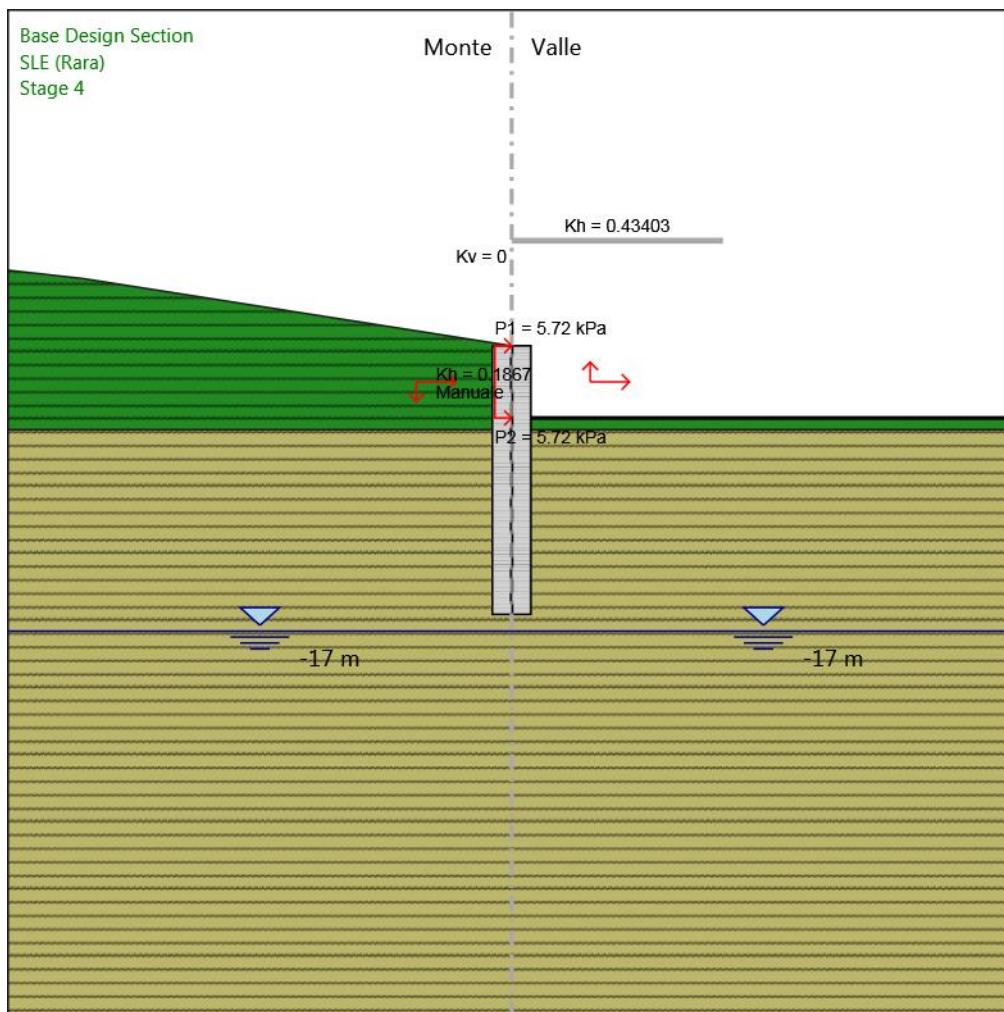 Base Design Section
SLE (Rara)
Stage 4
Monte
Valle
Kh = 0.43403
Kv = 0
P1 = 5.72 kPa
Kh = 0.1867
Manuale
P2 = 5.72 kPa
-17 m
-17 m